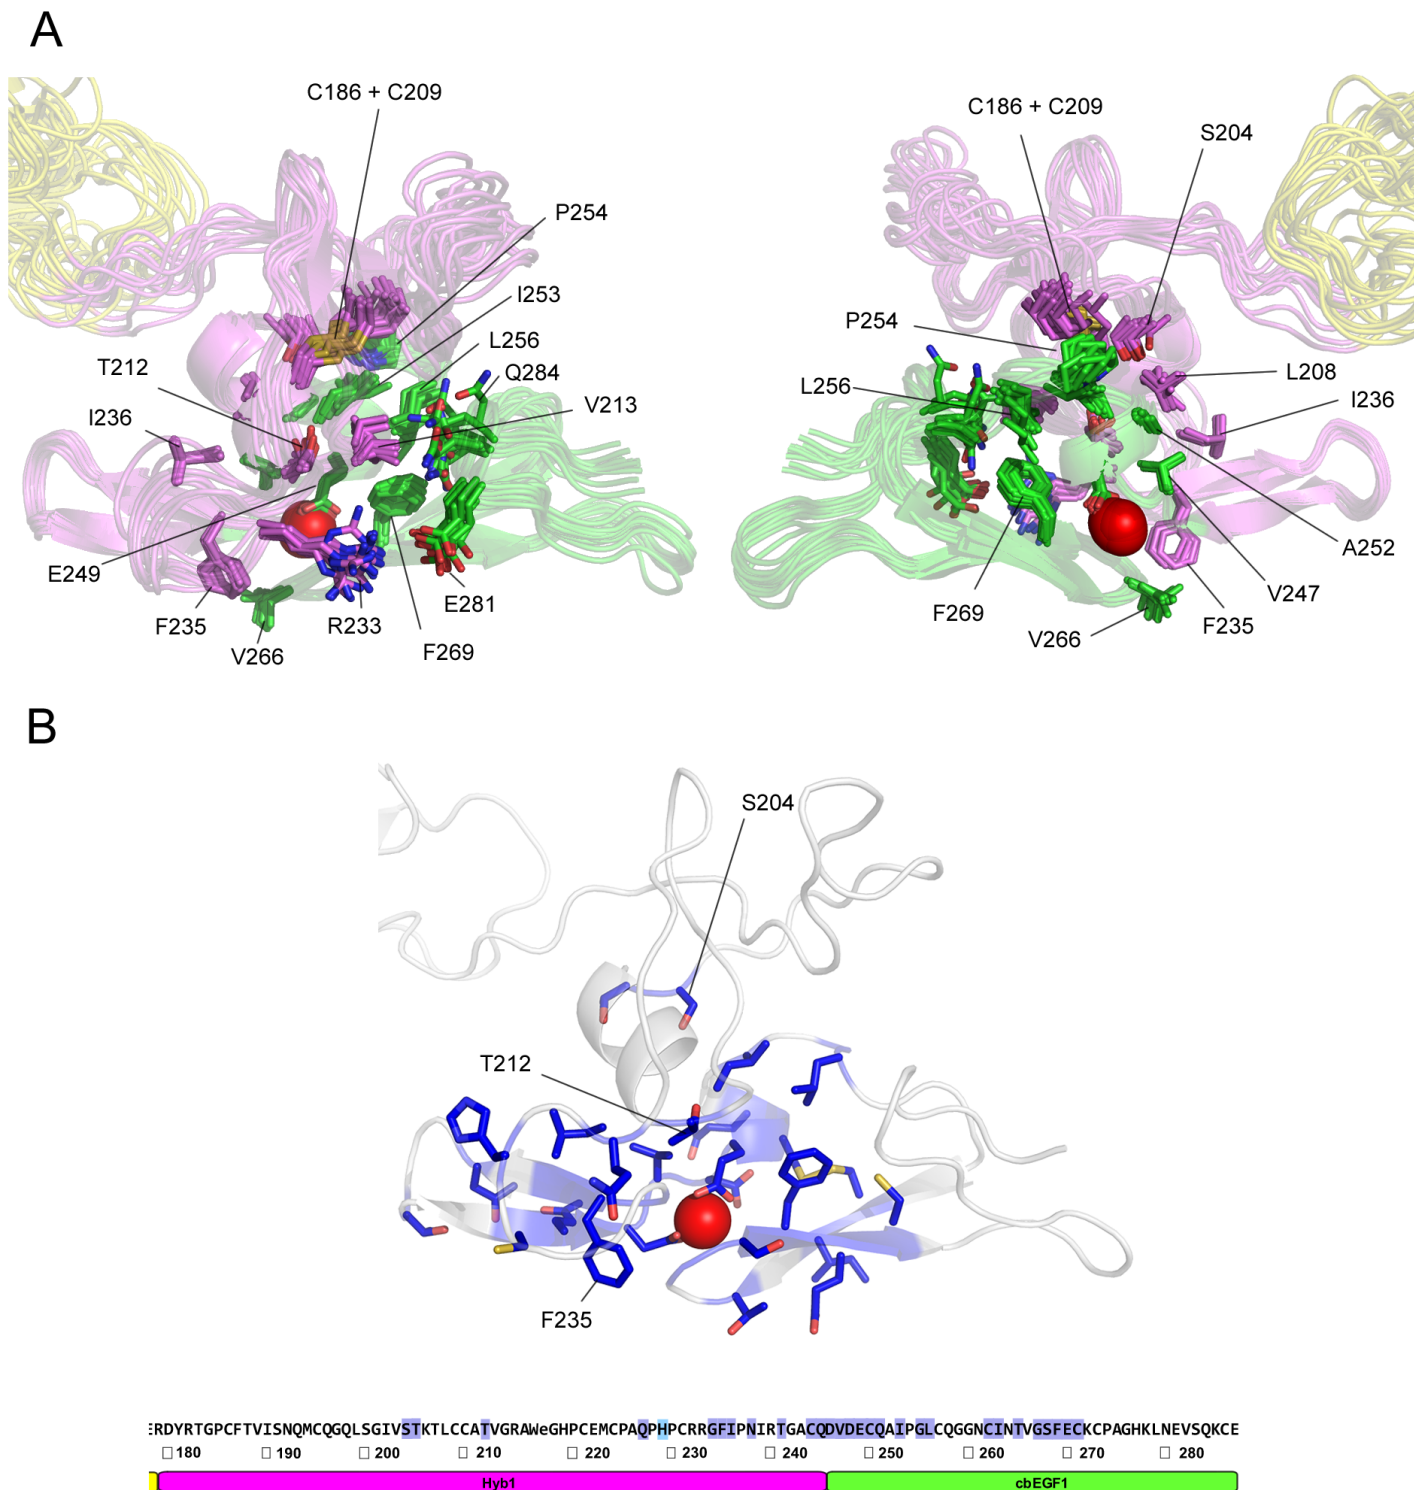 A
C186 + C209
P254
I253
L256
Q284
T212
V213
I236
E249
F235
V266
R233
F269
E281
C186 + C209
S204
P254
L208
L256
I236
A252
V247
F269
F235
V266
B
S204
T212
F235
ERDYRTGPCFTVISNQMCQGQLSGIVSTKTLCCATVGRAWeGHPCEMCPAQPHPCRRGFIPNIRTGACQDVDECQAIPGLCQGGNCINTVGSFECKCPAGHKLNEVSQKCE
180 190 200 210 220 230 240 250 260 270 280
Hyb1 cbEGF1